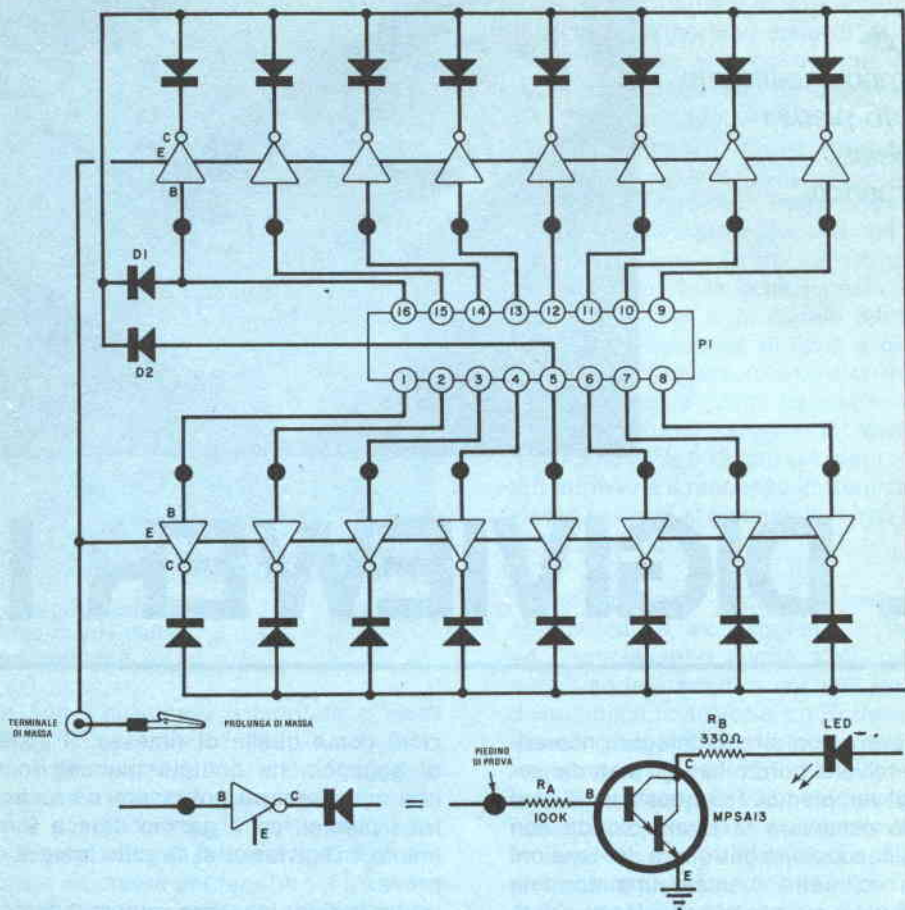 C
E
B
D1
D2
16 15 14 13 12 11 10 9
P1
1 2 3 4 5 6 7 8
B
E
C
TERMINALE
DI MASSA
PROLUNGA DI MASSA
B
C
E
=
PIEDINO
DI PROVA
RA
100K
B
C
E
MPSA13
RB
330Ω
LED